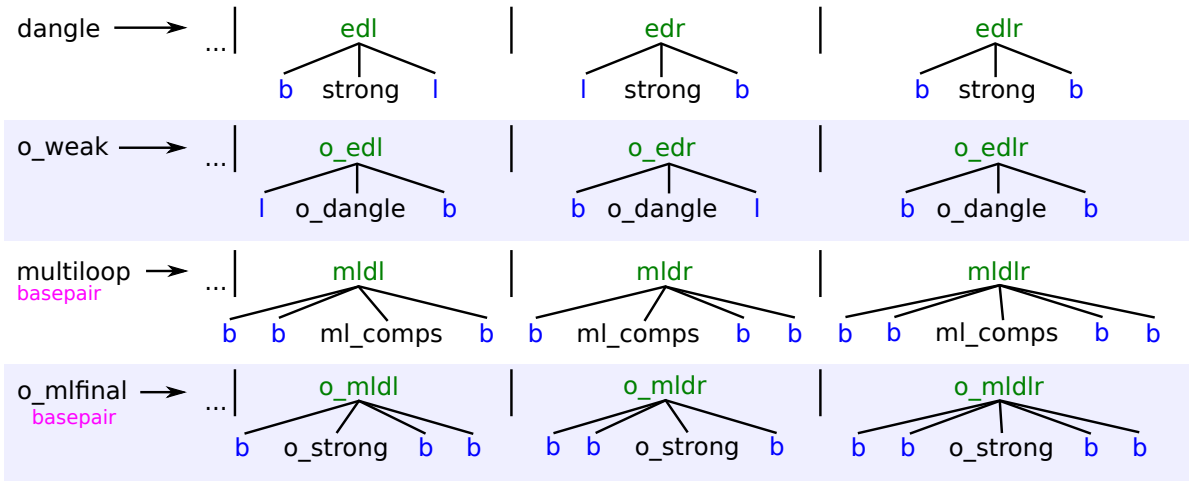 dangle ... | edl | edr | edlr
b strong l l strong b b strong b
o_weak ... | o_edl | o_edr | o_edlr
l o_dangle b b o_dangle l b o_dangle b
multiloop ... | mldl | mldr | mldlr
basepair
b b ml_comps b b ml_comps b b b b ml_comps b b
o_mlfinal ... | o_mldl | o_mldr | o_mldlr
basepair
b o_strong b b b b o_strong b b b o_strong b b